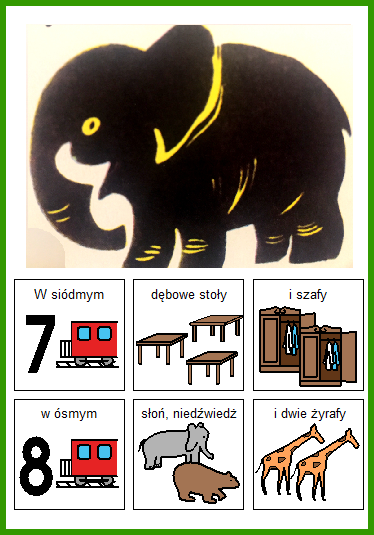 W siódmym
dębowe stoły
i szafy
7
w ósmym
słoń, niedźwiedź
i dwie żyrafy
8